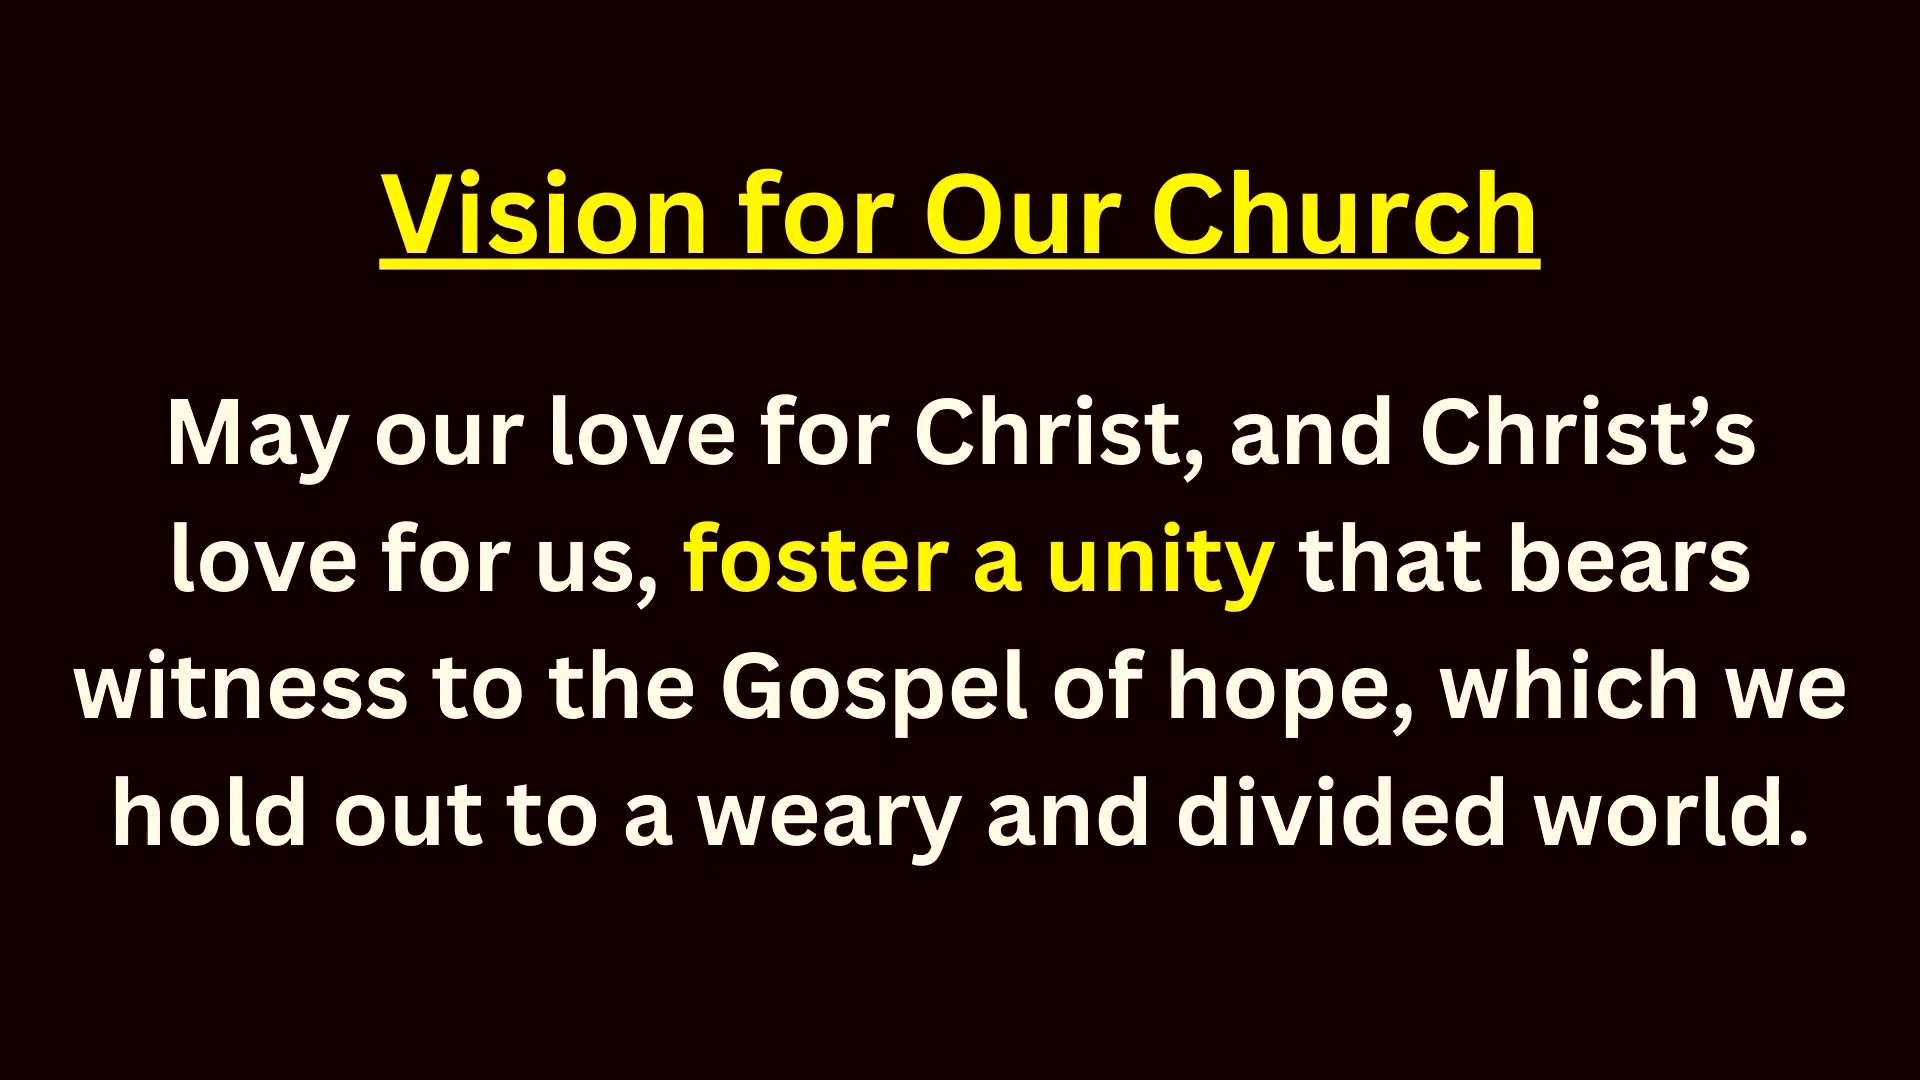 Vision for Our Church
May our love for Christ, and Christ’s
love for us, foster a unity that bears
witness to the Gospel of hope, which we
hold out to a weary and divided world.